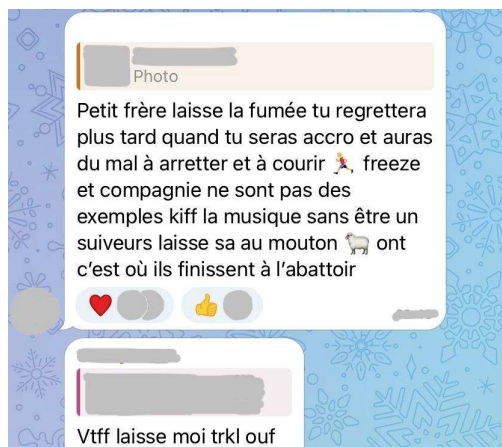 Photo
Petit frère laisse la fumée tu regrettera
plus tard quand tu seras accro et auras
du mal à arretter et à courir 🏃‍♀️ freeze
et compagnie ne sont pas des
exemples kiff la musique sans être un
suiveurs laisse sa au mouton 🐑 ont
c’est où ils finissent à l’abattoir
Vtff laisse moi trkl ouf